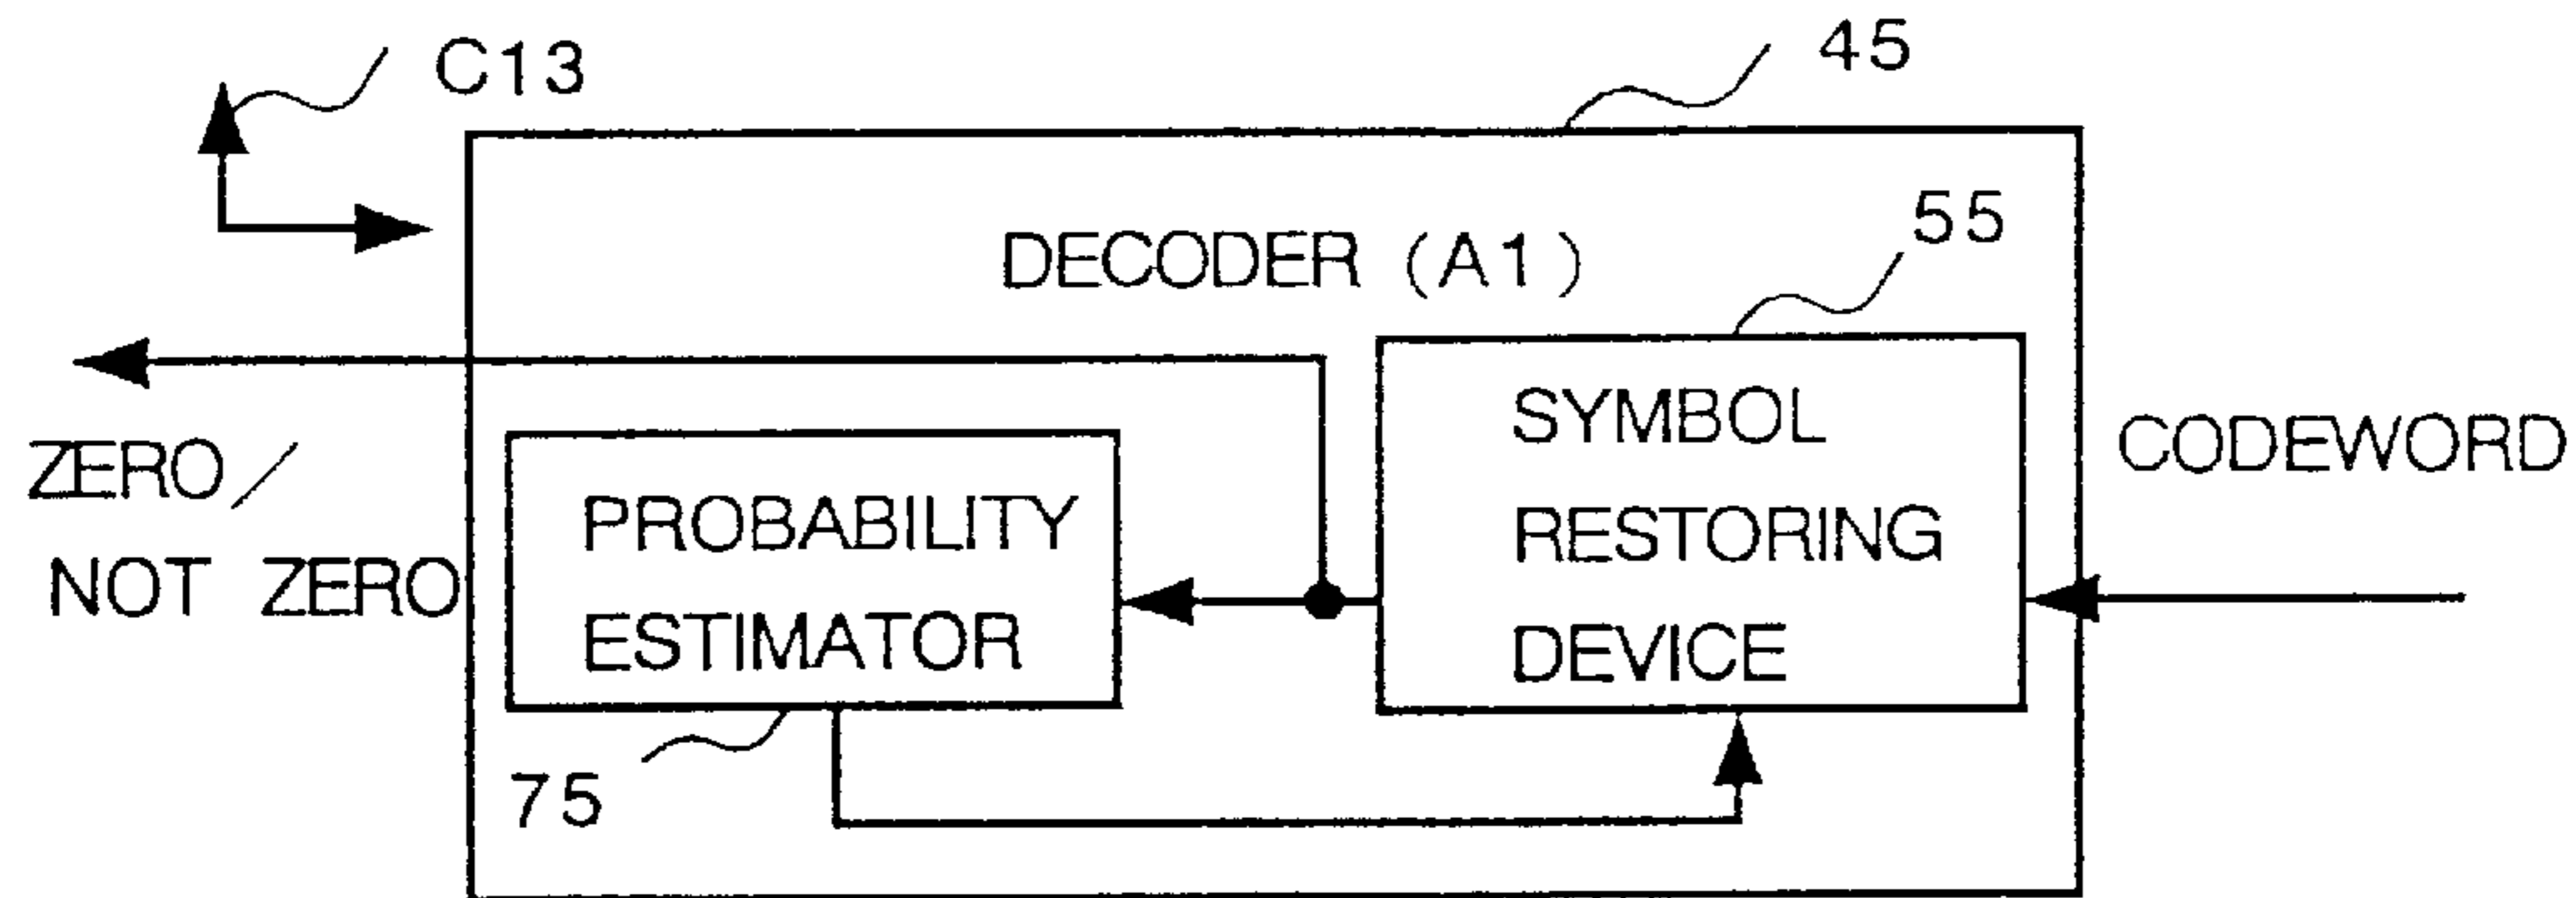 C13
45
DECODER (A1)
55
ZERO/
NOT ZERO
PROBABILITY
ESTIMATOR
75
SYMBOL
RESTORING
DEVICE
CODEWORD